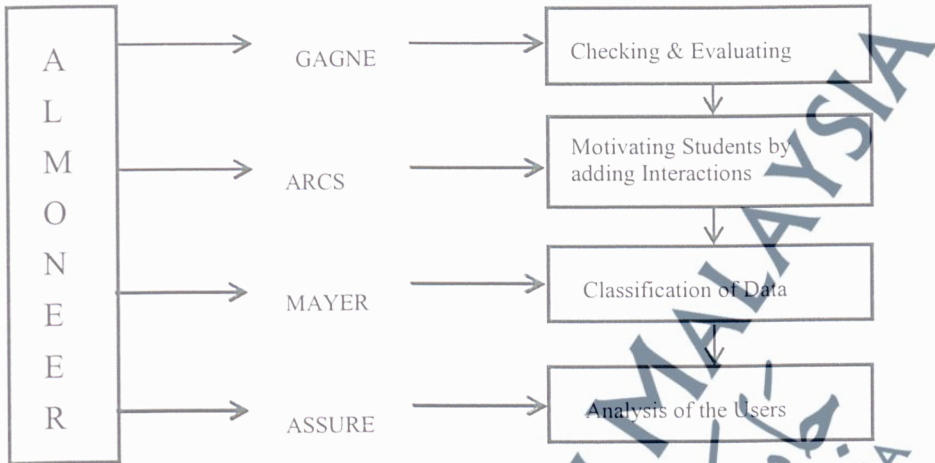 A
L
M
O
N
E
E
R
GAGNE
Checking & Evaluating
ARCS
Motivating Students by
adding Interactions
MAYER
Classification of Data
ASSURE
Analysis of the Users
MALAYSIA